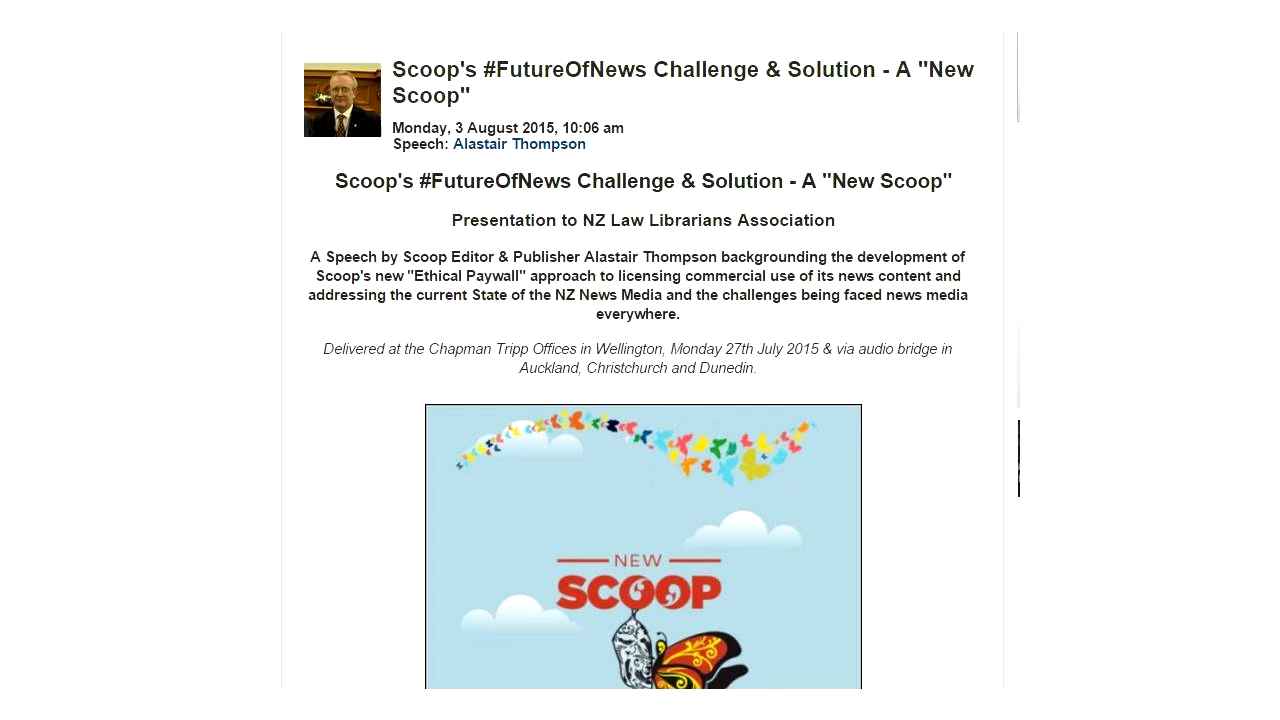 Scoop's #FutureOfNews Challenge & Solution - A "New
Scoop"
Monday, 3 August 2015, 10:06 am
Speech: Alastair Thompson
Scoop's #FutureOfNews Challenge & Solution - A "New Scoop"
Presentation to NZ Law Librarians Association
A Speech by Scoop Editor & Publisher Alastair Thompson backgrounding the development of
Scoop's new "Ethical Paywall" approach to licensing commercial use of its news content and
addressing the current State of the NZ News Media and the challenges being faced news media
everywhere.
Delivered at the Chapman Tripp Offices in Wellington, Monday 27th July 2015 & via audio bridge in
Auckland, Christchurch and Dunedin.
NEW
SCOOP